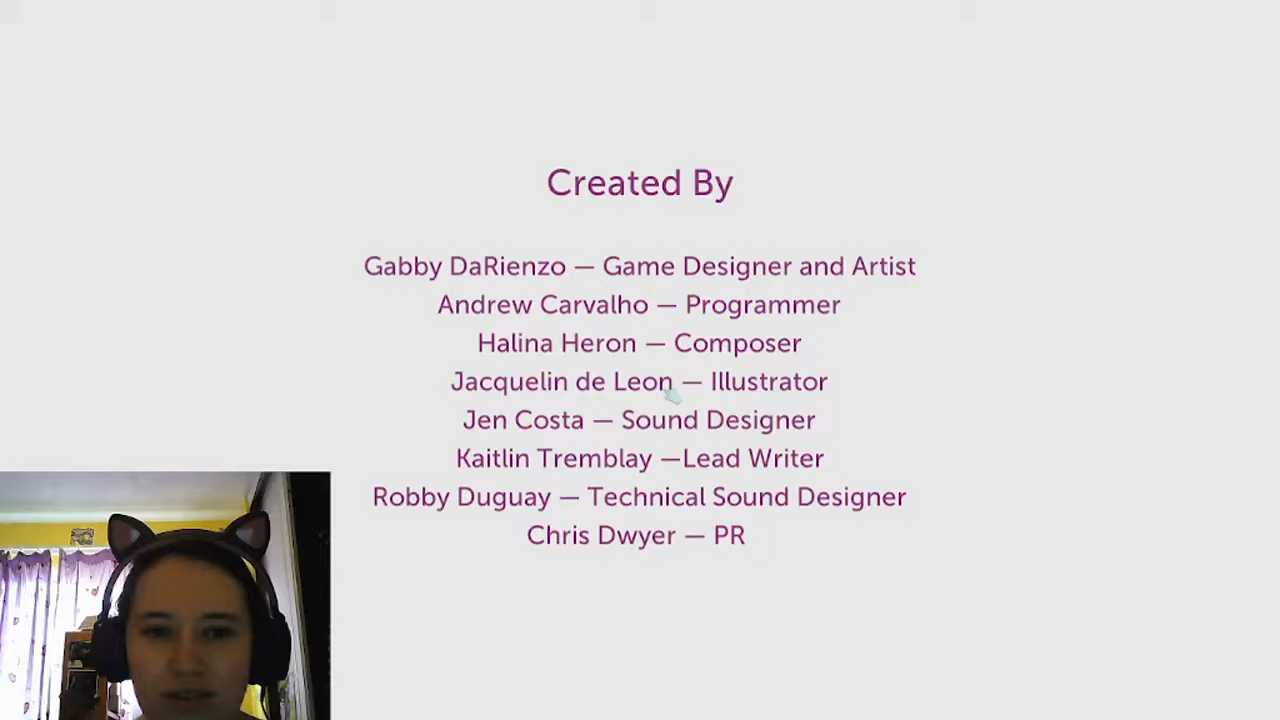 Created By
Gabby DaRienzo — Game Designer and Artist
Andrew Carvalho — Programmer
Halina Heron — Composer
Jacquelin de Leon — Illustrator
Jen Costa — Sound Designer
Kaitlin Tremblay —Lead Writer
Robby Duguay — Technical Sound Designer
Chris Dwyer — PR